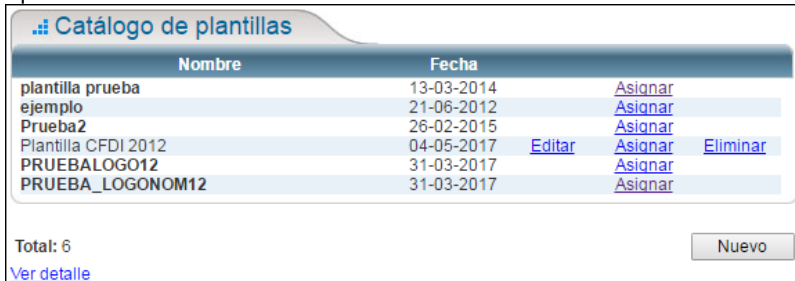 Catálogo de plantillas
Nombre Fecha
plantilla prueba 13-03-2014 Asignar
ejemplo 21-06-2012 Asignar
Prueba2 26-02-2015 Asignar
Plantilla CFDI 2012 04-05-2017 Editar Asignar Eliminar
PRUEBALOGO12 31-03-2017 Asignar
PRUEBA_LOGONOM12 31-03-2017 Asignar
Total: 6 Nuevo
Ver detalle